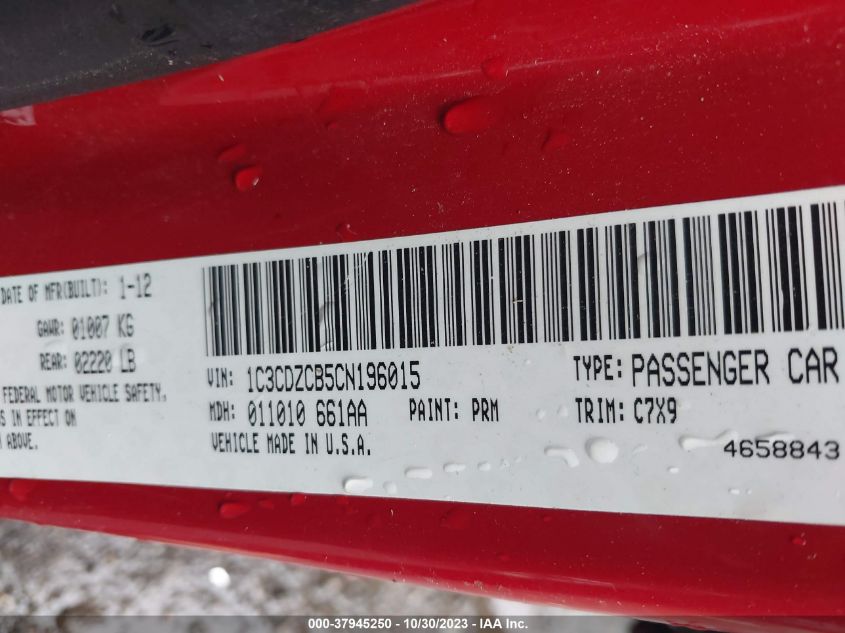 DATE OF MFR(BUILT): 1-12
GAWR: 01007 KG
REAR: 02220 LB
FEDERAL MOTOR VEHICLE SAFETY.
S IN EFFECT ON
ABOVE.
VIN: 1C3CDZCB5CN196015
TYPE: PASSENGER CAR
MDH: 011010 661AA
PAINT: PRM
TRIM: C7X9
VEHICLE MADE IN U.S.A.
4658843
000-37945250 - 10/30/2023 - IAA Inc.